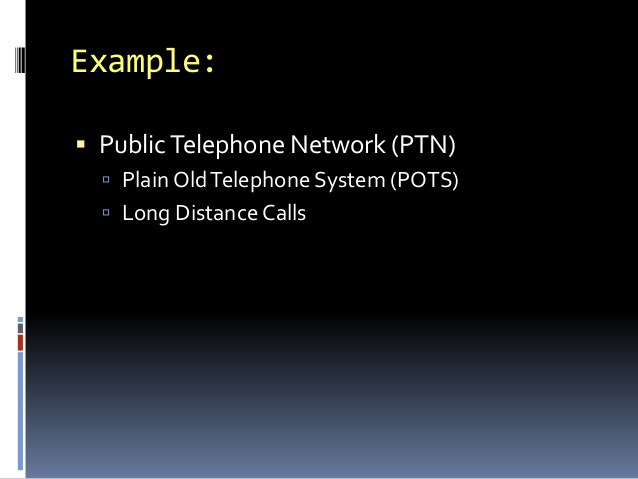 Example:
Public Telephone Network (PTN)
Plain Old Telephone System (POTS)
Long Distance Calls